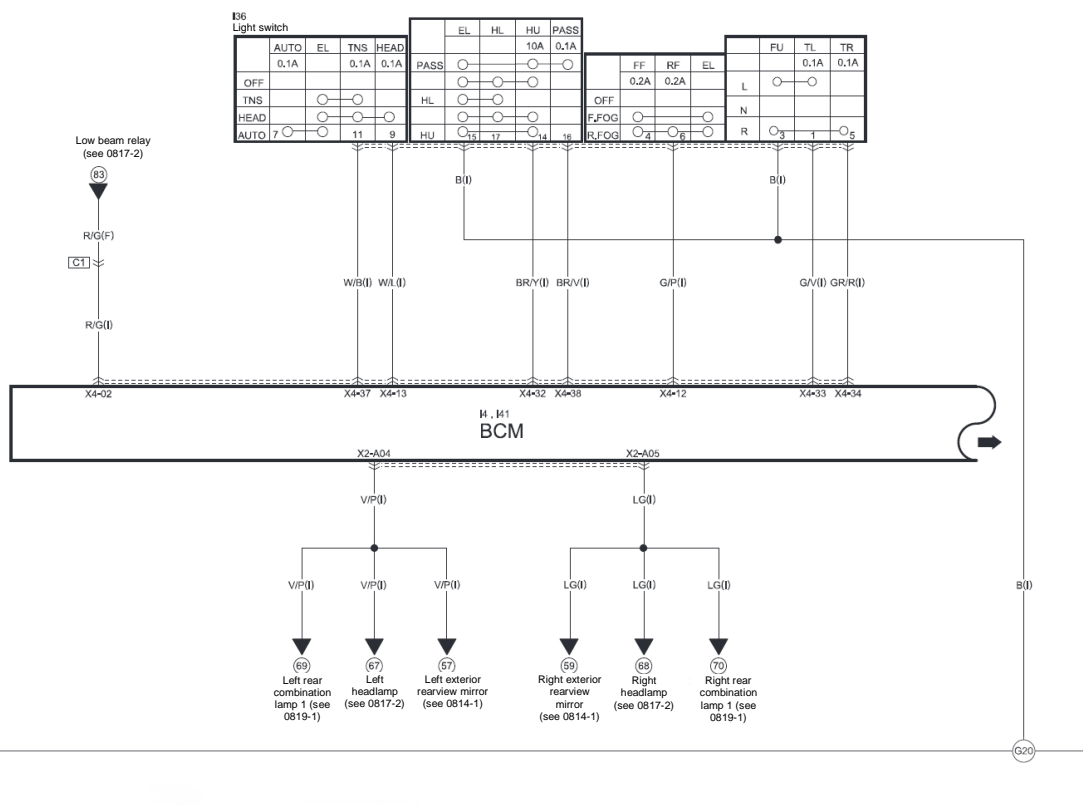 I36
Light switch
AUTO EL TNS HEAD
0.1A 0.1A 0.1A
OFF
TNS
HEAD
AUTO 7 11 9
EL HL HU PASS
10A 0.1A
PASS
HL
HU 15 17 14 16
FF RF EL
0.2A 0.2A
OFF
F.FOG
R.FOG 4 6
FU TL TR
0.1A 0.1A
L
N
R 3 1 5
Low beam relay
(see 0817-2)
83
B(I) B(I)
R/G(F)
C1
W/B(I) W/L(I) BR/Y(I) BR/V(I) G/P(I) G/V(I) GR/R(I)
R/G(I)
X4-02 X4-37 X4-13 X4-32 X4-38 X4-12 X4-33 X4-34
I4 , I41
BCM
X2-A04 X2-A05
V/P(I) LG(I)
V/P(I) V/P(I) V/P(I) LG(I) LG(I) LG(I) B(I)
69
Left rear
combination
lamp 1 (see
0819-1)
67
Left
headlamp
(see 0817-2)
57
Left exterior
rearview mirror
(see 0814-1)
59
Right exterior
rearview
mirror
(see 0814-1)
68
Right
headlamp
(see 0817-2)
70
Right rear
combination
lamp 1 (see
0819-1)
G20